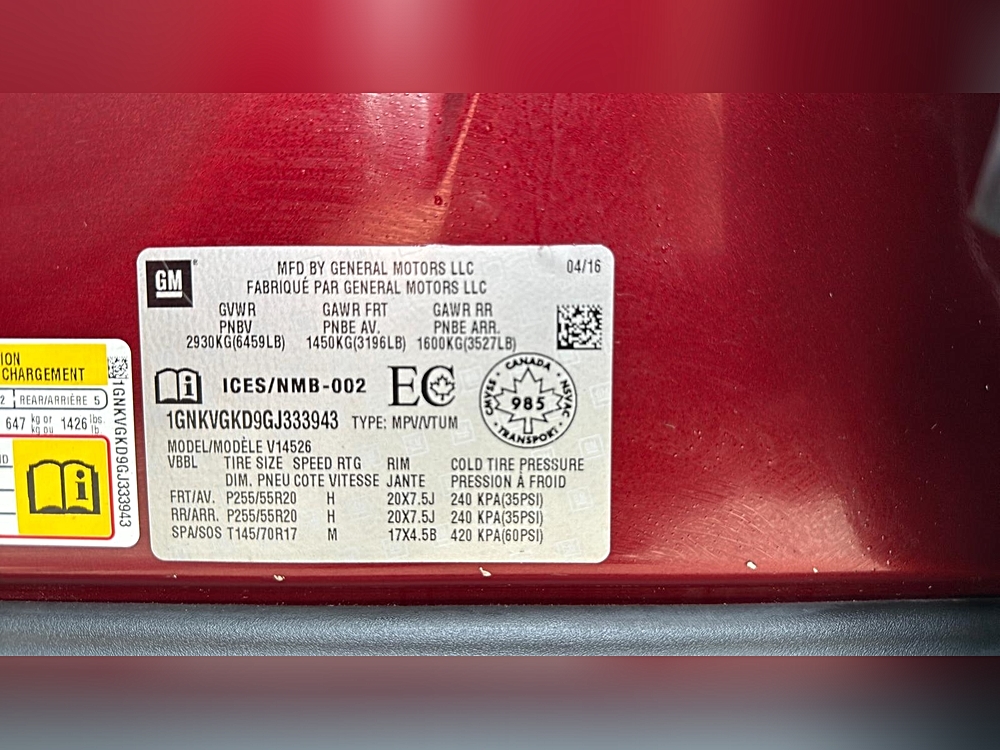 ION
CHARGEMENT
2 REAR/ARRIÈRE 5
647 kg or kg ou 1426 lbs. lb.
1GNKVGKD9GJ333943
GM
MFD BY GENERAL MOTORS LLC 04/16
FABRIQUÉ PAR GENERAL MOTORS LLC
GVWR GAWR FRT GAWR RR
PNBV PNBE AV. PNBE ARR.
2930KG(6459LB) 1450KG(3196LB) 1600KG(3527LB)
ICES/NMB-002 EC
CANADA
CMVSS 985 NSVAC
TRANSPORT
1GNKVGKD9GJ333943 TYPE: MPV/VTUM
MODEL/MODÈLE V14526
VBBL TIRE SIZE SPEED RTG RIM COLD TIRE PRESSURE
DIM. PNEU COTE VITESSE JANTE PRESSION À FROID
FRT/AV. P255/55R20 H 20X7.5J 240 KPA(35PSI)
RR/ARR. P255/55R20 H 20X7.5J 240 KPA(35PSI)
SPA/SOS T145/70R17 M 17X4.5B 420 KPA(60PSI)